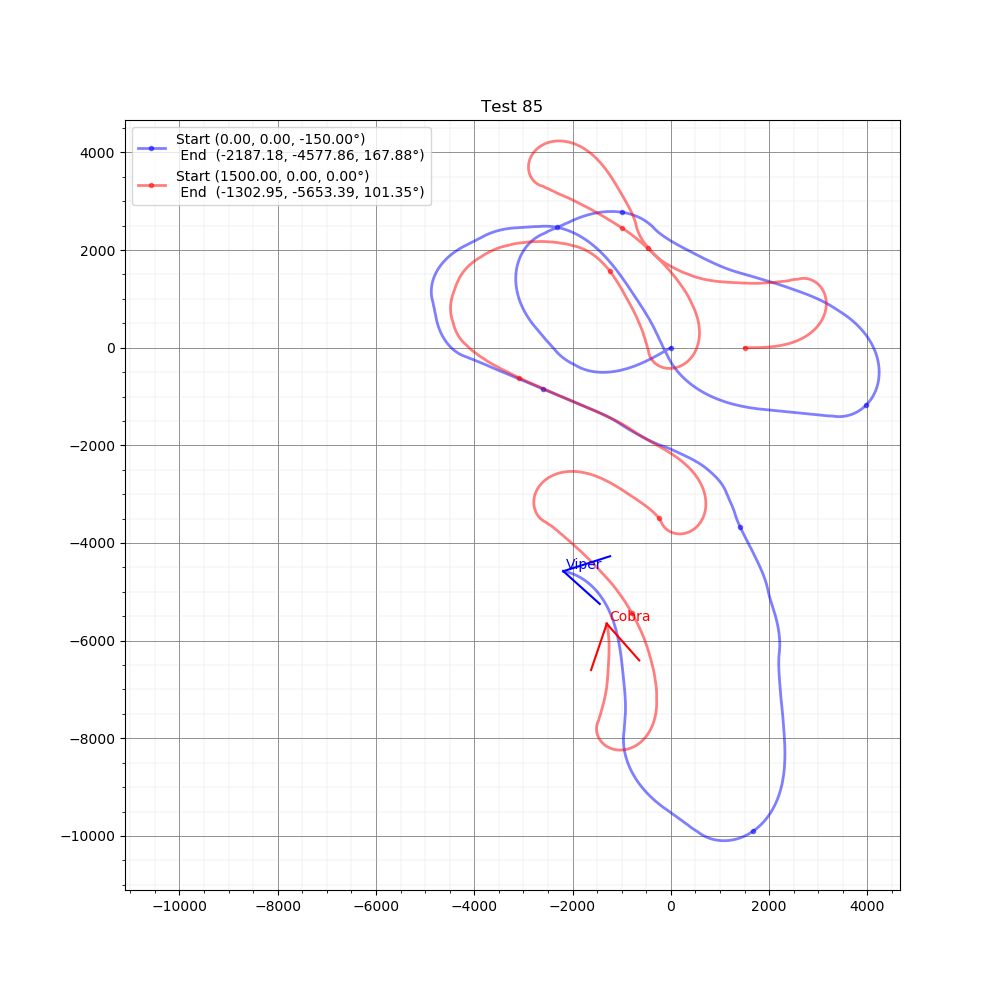 Test 85
Start (0.00, 0.00, -150.00°)
End  (-2187.18, -4577.86, 167.88°)
Start (1500.00, 0.00, 0.00°)
End  (-1302.95, -5653.39, 101.35°)
4000
2000
0
−2000
−4000
−6000
−8000
−10000
Viper
Cobra
−10000 −8000 −6000 −4000 −2000 0 2000 4000